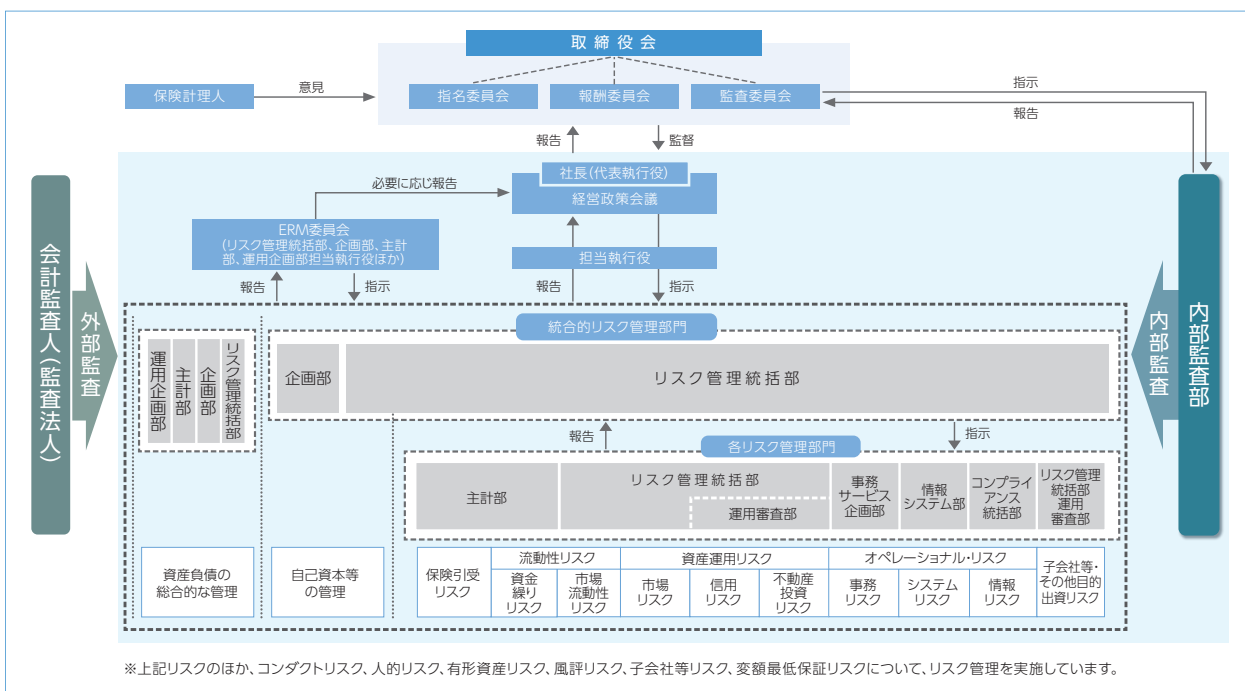 取締役会
指名委員会
報酬委員会
監査委員会
保険計理人
意見
指示
報告
報告
監督
社長(代表執行役)
経営政策会議
必要に応じ報告
ERM委員会
(リスク管理統括部、企画部、主計
部、運用企画部担当執行役ほか)
担当執行役
報告
指示
報告
指示
会計監査人(監査法人)
外部監査
内部監査
内部監査部
統合的リスク管理部門
運用企画部
主計部
企画部
リスク管理統括部
企画部
リスク管理統括部
報告
指示
各リスク管理部門
主計部
リスク管理統括部
運用審査部
事務
サービス
企画部
情報
システム部
コンプライ
アンス
統括部
リスク管理
統括部
運用
審査部
資産負債の
総合的な管理
自己資本等
の管理
保険引受
リスク
流動性リスク
資金
繰り
リスク
市場
流動性
リスク
資産運用リスク
市場
リスク
信用
リスク
不動産
投資
リスク
オペレーショナル・リスク
事務
リスク
システム
リスク
情報
リスク
子会社等・
その他目的
出資リスク
※上記リスクのほか、コンダクトリスク、人的リスク、有形資産リスク、風評リスク、子会社等リスク、変額最低保証リスクについて、リスク管理を実施しています。